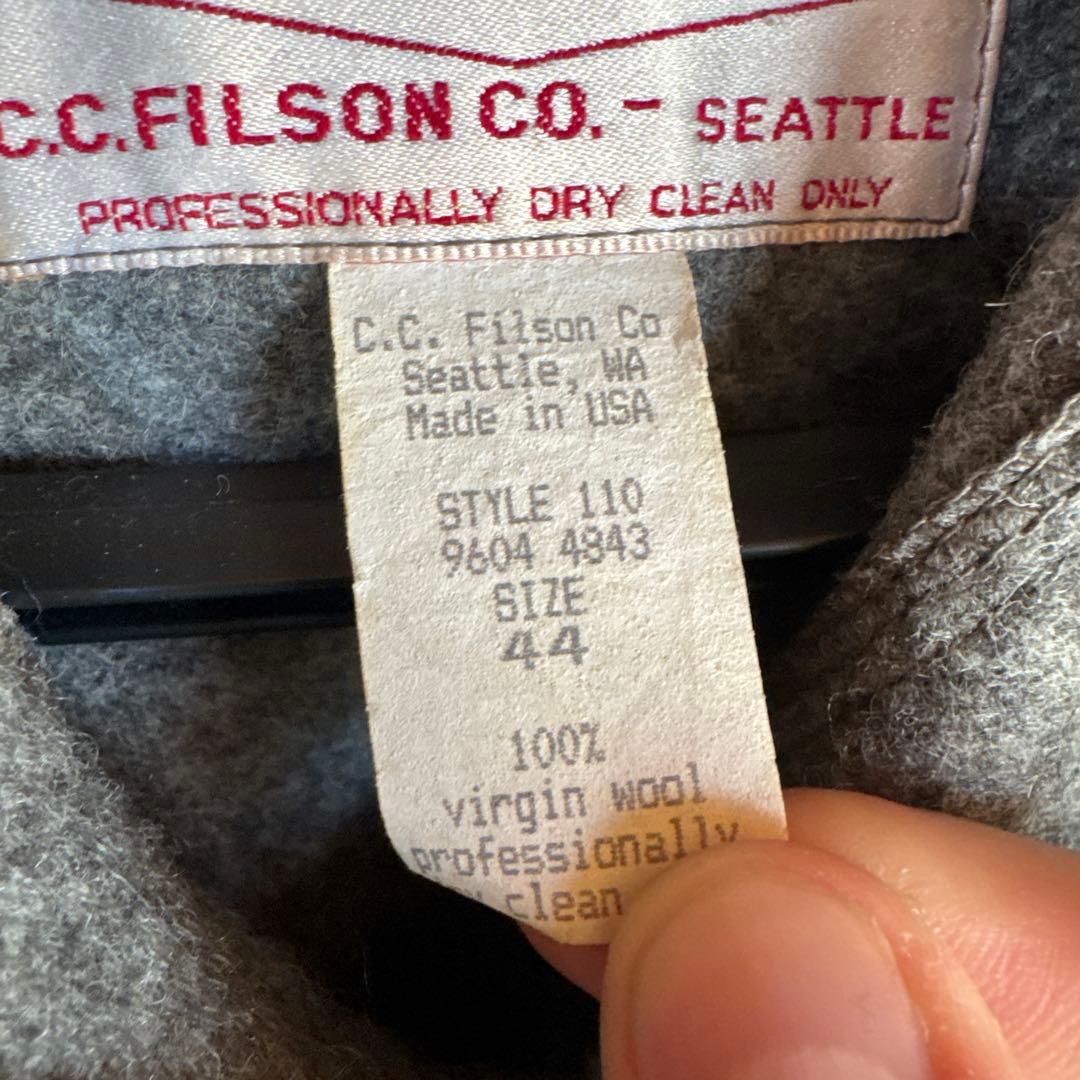 C.C. FILSON CO. - SEATTLE
PROFESSIONALLY DRY CLEAN ONLY
C.C. Filson Co
Seattle, WA
Made in USA
STYLE 110
9604 4843
SIZE
44
100%
virgin wool
professionally
clean